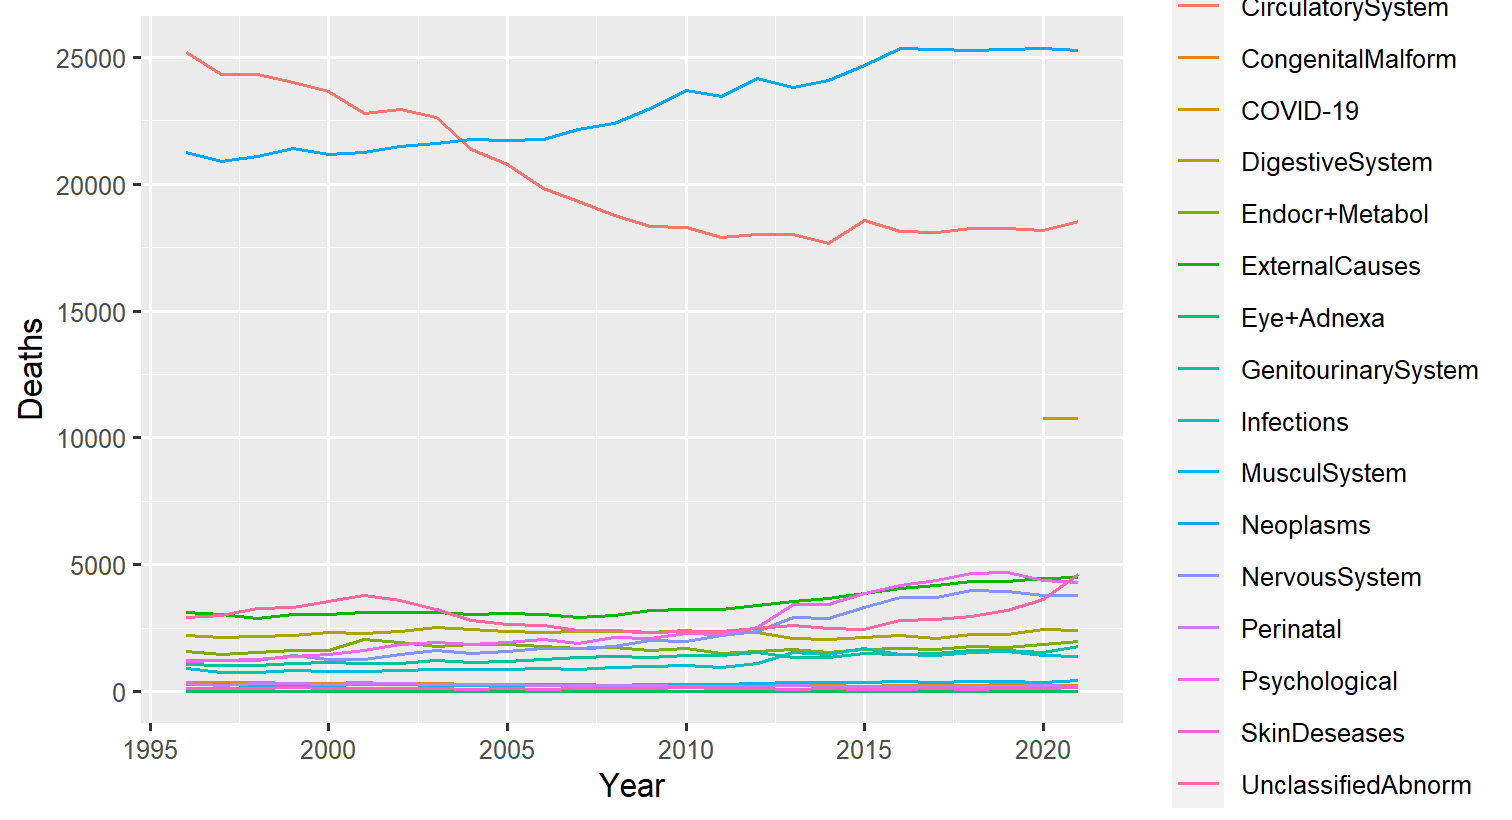 Deaths
25000
20000
15000
10000
5000
0
1995 2000 2005 2010 2015 2020
Year
CirculatorySystem
CongenitalMalform
COVID-19
DigestiveSystem
Endocr+Metabol
ExternalCauses
Eye+Adnexa
GenitourinarySystem
Infections
MusculSystem
Neoplasms
NervousSystem
Perinatal
Psychological
SkinDeseases
UnclassifiedAbnorm